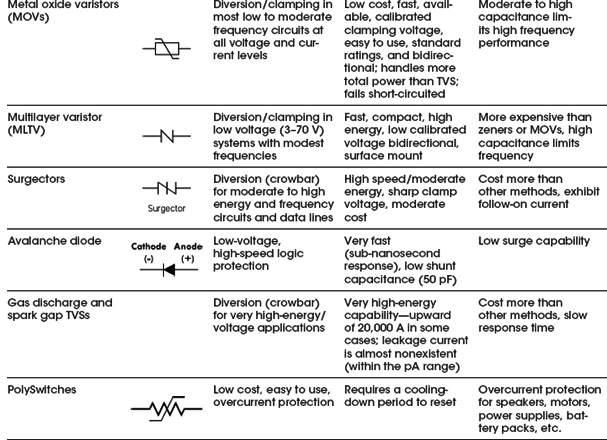 Metal oxide varistors
(MOVs)
Diversion/clamping in
most low to moderate
frequency circuits at
all voltage and cur-
rent levels
Low cost, fast, avail-
able, calibrated
clamping voltage,
easy to use, standard
ratings, and bidirec-
tional; handles more
total power than TVS;
fails short-circuited
Moderate to high
capacitance lim-
its high frequency
performance
Multilayer varistor
(MLTV)
Diversion/clamping in
low voltage (3–70 V)
systems with modest
frequencies
Fast, compact, high
energy, low calibrated
voltage bidirectional,
surface mount
More expensive than
zeners or MOVs, high
capacitance limits
frequency
Surgectors
Surgector
Diversion (crowbar)
for moderate to high
energy and frequency
circuits and data lines
High speed/moderate
energy, sharp clamp
voltage, moderate
cost
Cost more than
other methods, exhibit
follow-on current
Avalanche diode
Cathode Anode
(-) (+)
Low-voltage,
high-speed logic
protection
Very fast
(sub-nanosecond
response), low shunt
capacitance (50 pF)
Low surge capability
Gas discharge and
spark gap TVSs
Diversion (crowbar)
for very high-energy/
voltage applications
Very high-energy
capability—upward
of 20,000 A in some
cases; leakage current
is almost nonexistent
(within the pA range)
Cost more than
other methods, slow
response time
PolySwitches
Low cost, easy to use,
overcurrent protection
Requires a cooling-
down period to reset
Overcurrent protection
for speakers, motors,
power supplies, bat-
tery packs, etc.